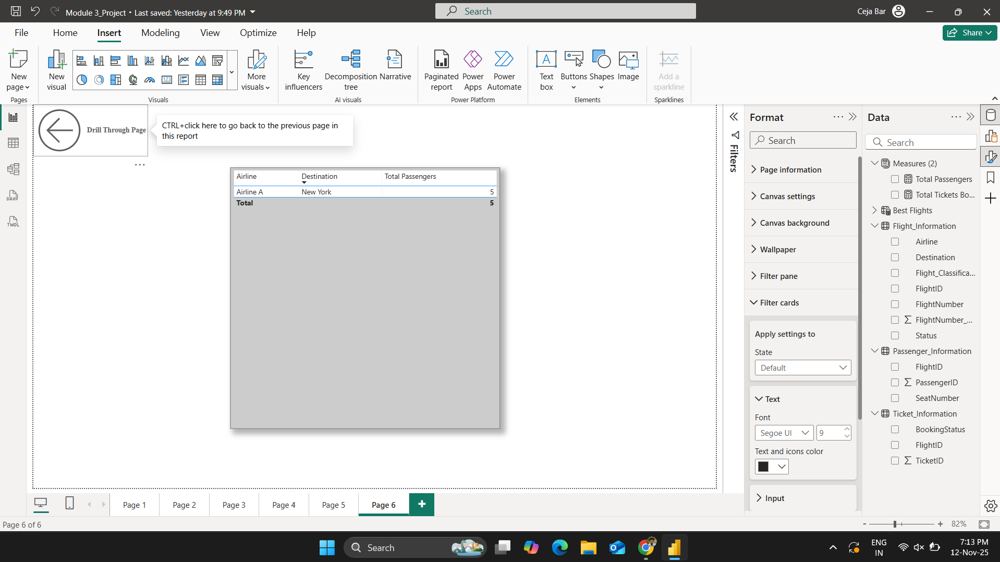 Module 3_Project • Last saved: Yesterday at 9:49 PM
Search
Ceja Bar
File
Home
Insert
Modeling
View
Optimize
Help
Share
New page
New visual
More visuals
Key influencers
Decomposition tree
Narrative
Paginated report
Power Apps
Power Automate
Text box
Buttons
Shapes
Image
Add a sparkline
Pages
Visuals
AI visuals
Power Platform
Elements
Sparklines
DAX
TMDL
Drill Through Page
CTRL+click here to go back to the previous page in
this report
Airline Destination Total Passengers
Airline A New York 5
Total 5
Filters
Format
Search
Page information
Canvas settings
Canvas background
Wallpaper
Filter pane
Filter cards
Apply settings to
State
Default
Text
Font
Segoe UI 9
Text and icons color
Input
Data
Search
Measures (2)
Total Passengers
Total Tickets Bo...
Best Flights
Flight_Information
Airline
Destination
Flight_Classifica...
FlightID
FlightNumber
FlightNumber_...
Status
Passenger_Information
FlightID
PassengerID
SeatNumber
Ticket_Information
BookingStatus
FlightID
TicketID
Page 1
Page 2
Page 3
Page 4
Page 5
Page 6
Page 6 of 6
- + 82%
Search
ENG
IN
7:13 PM
12-Nov-25